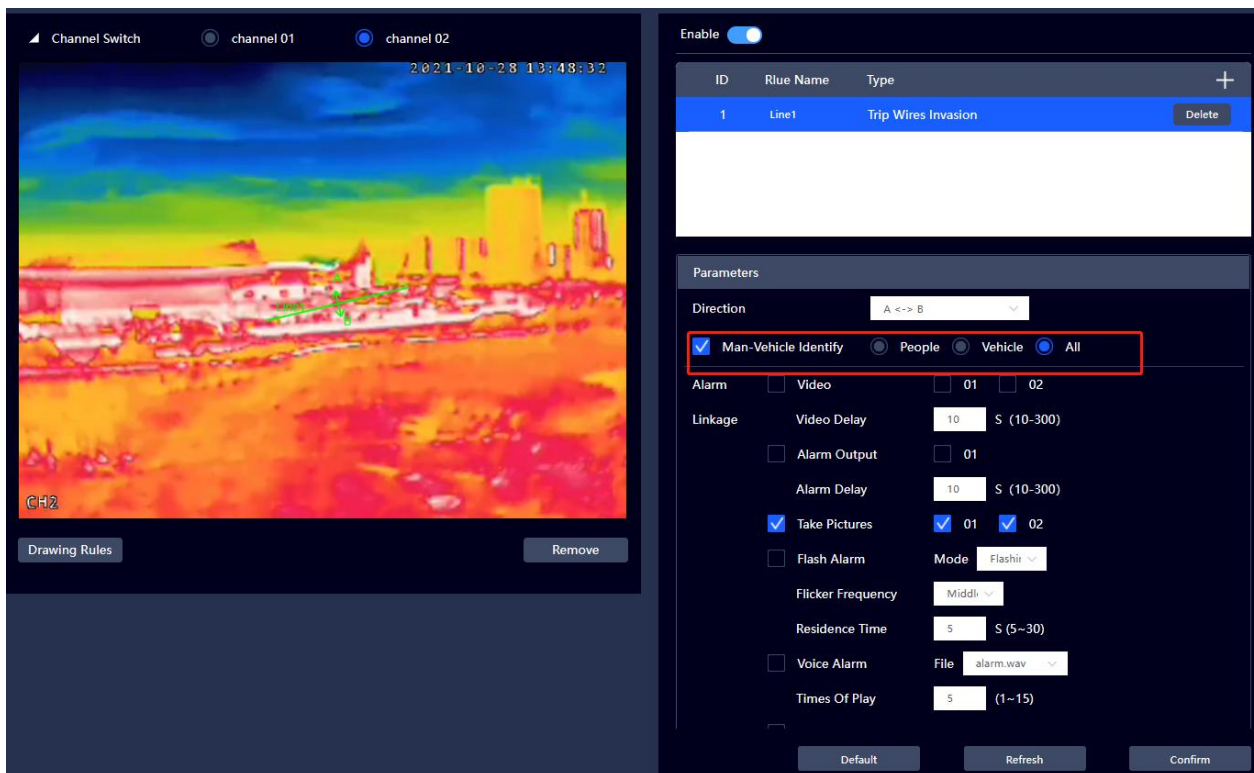 Channel Switch channel 01 channel 02
2021-10-28 13:48:32
Line1
A
B
CH2
Drawing Rules Remove
Enable
ID Rlue Name Type
1 Line1 Trip Wires Invasion Delete
Parameters
Direction A <-> B
Man-Vehicle Identify People Vehicle All
Alarm Video 01 02
Linkage Video Delay 10 S (10-300)
Alarm Output 01
Alarm Delay 10 S (10-300)
Take Pictures 01 02
Flash Alarm Mode Flashir
Flicker Frequency Middle
Residence Time 5 S (5~30)
Voice Alarm File alarm.wav
Times Of Play 5 (1~15)
Default Refresh Confirm